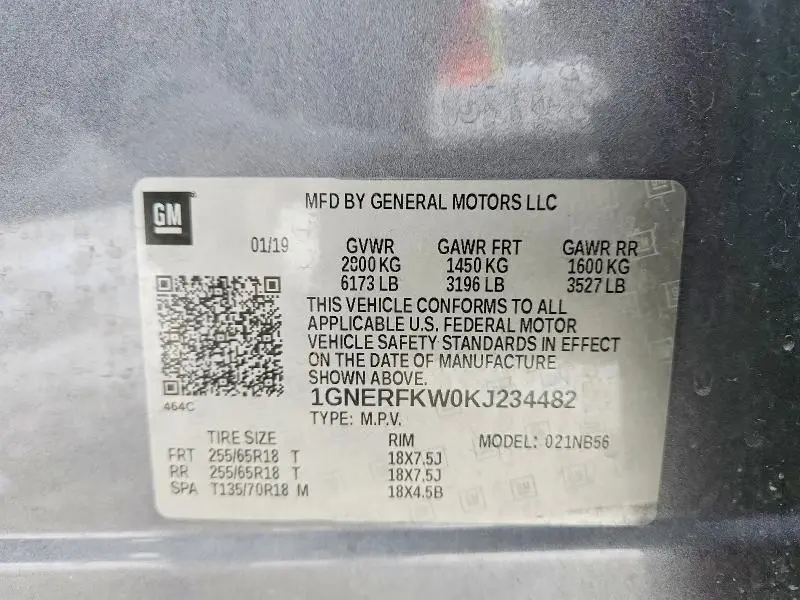 GM
MFD BY GENERAL MOTORS LLC
01/19 GVWR GAWR FRT GAWR RR
2800 KG 1450 KG 1600 KG
6173 LB 3196 LB 3527 LB
THIS VEHICLE CONFORMS TO ALL
APPLICABLE U.S. FEDERAL MOTOR
VEHICLE SAFETY STANDARDS IN EFFECT
ON THE DATE OF MANUFACTURE
SHOWN ABOVE.
464C
1GNERFKW0KJ234482
TYPE: M.P.V.
TIRE SIZE RIM MODEL: 021NB56
FRT 255/65R18 T 18X7.5J
RR 255/65R18 T 18X7.5J
SPA T135/70R18 M 18X4.5B